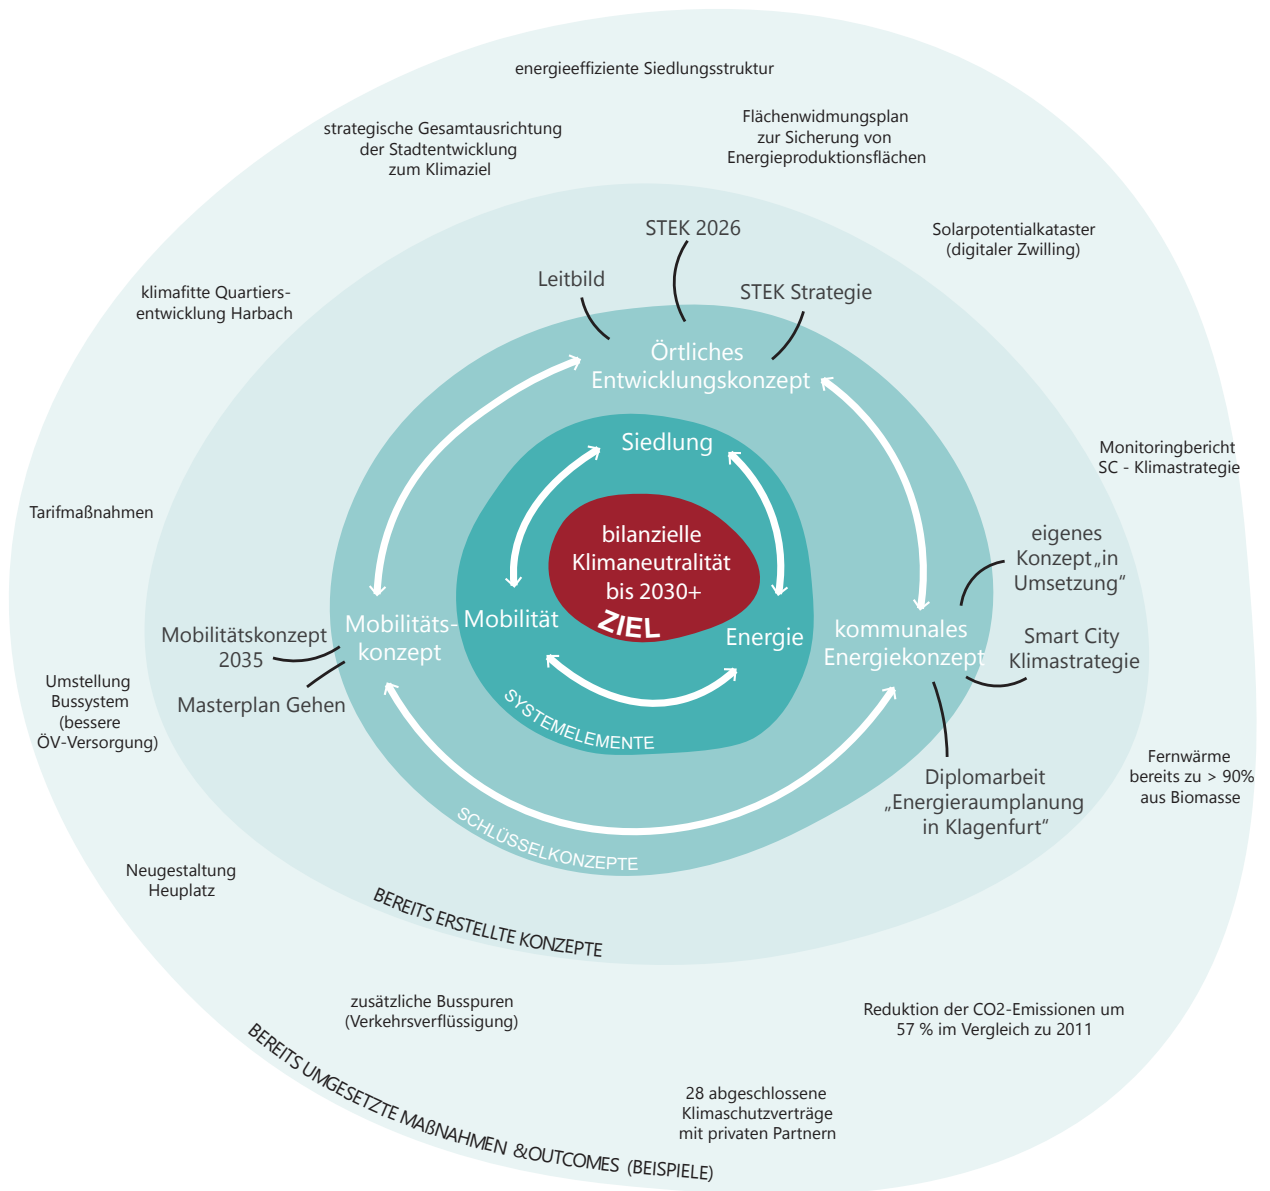 energieeffiziente Siedlungsstruktur
strategische Gesamtausrichtung
der Stadtentwicklung
zum Klimaziel
Flächenwidmungsplan
zur Sicherung von
Energieproduktionsflächen
Solarpotentialkataster
(digitaler Zwilling)
klimafitte Quartiers-
entwicklung Harbach
STEK 2026
Leitbild
STEK Strategie
Örtliches
Entwicklungskonzept
Siedlung
bilanzielle
Klimaneutralität
bis 2030+
ZIEL
Mobilität
Energie
SYSTEMELEMENTE
Mobilitäts-
konzept
kommunales
Energiekonzept
SCHLÜSSELKONZEPTE
Monitoringbericht
SC - Klimastrategie
Tarifmaßnahmen
eigenes
Konzept„in
Umsetzung“
Smart City
Klimastrategie
Mobilitätskonzept
2035
Masterplan Gehen
Umstellung
Bussystem
(bessere
ÖV-Versorgung)
Diplomarbeit
„Energieraumplanung
in Klagenfurt“
Fernwärme
bereits zu > 90%
aus Biomasse
Neugestaltung
Heuplatz
BEREITS ERSTELLTE KONZEPTE
zusätzliche Busspuren
(Verkehrsverflüssigung)
Reduktion der CO2-Emissionen um
57 % im Vergleich zu 2011
28 abgeschlossene
Klimaschutzverträge
mit privaten Partnern
BEREITS UMGESETZTE MAßNAHMEN &OUTCOMES (BEISPIELE)